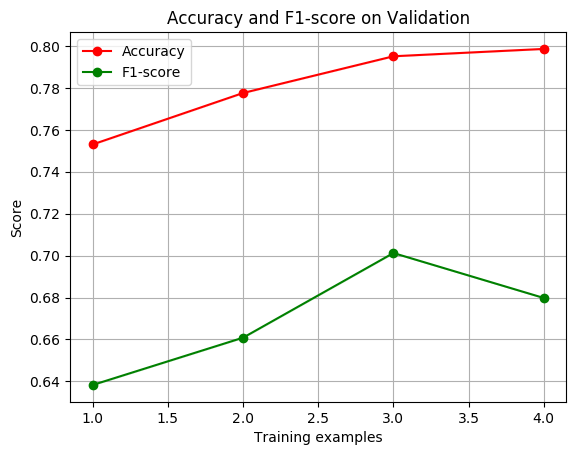 Accuracy and F1-score on Validation
Accuracy
F1-score
0.80
0.78
0.76
0.74
0.72
0.70
0.68
0.66
0.64
Score
1.0 1.5 2.0 2.5 3.0 3.5 4.0
Training examples